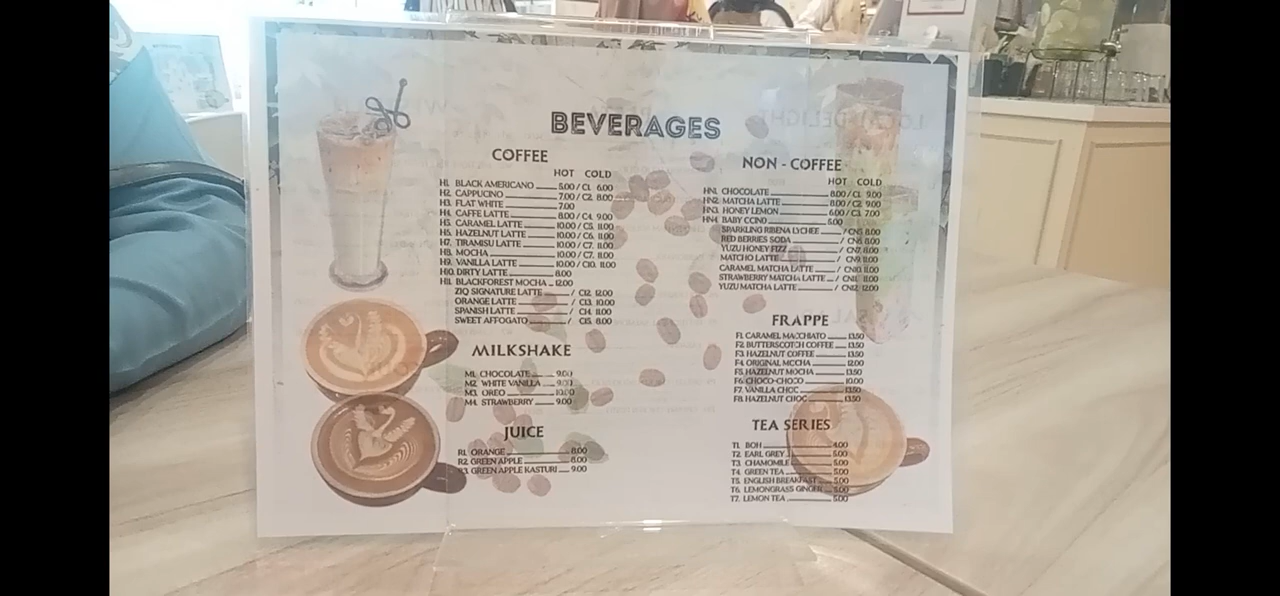 BEVERAGES
COFFEE
HOT COLD
H1. BLACK AMERICANO 5.00 / C1. 6.00
H2. CAPPUCINO 7.00 / C2. 8.00
H3. FLAT WHITE 7.00
H4. CAFFE LATTE 8.00 / C4. 9.00
H5. CARAMEL LATTE 10.00 / C5. 11.00
H6. HAZELNUT LATTE 10.00 / C6. 11.00
H7. TIRAMISU LATTE 10.00 / C7. 11.00
H8. MOCHA 10.00 / C7. 11.00
H9. VANILLA LATTE 10.00 / C10. 11.00
H10. DIRTY LATTE 8.00
H11. BLACKFOREST MOCHA 12.00
ZIQ SIGNATURE LATTE / C12. 12.00
ORANGE LATTE / C13. 10.00
SPANISH LATTE / C14. 11.00
SWEET AFFOGATO / C15. 8.00
MILKSHAKE
M1. CHOCOLATE 9.00
M2. WHITE VANILLA 9.00
M3. OREO 10.00
M4. STRAWBERRY 9.00
JUICE
R1. ORANGE 8.00
R2. GREEN APPLE 8.00
R3. GREEN APPLE KASTURI 9.00
NON - COFFEE
HOT COLD
HN1. CHOCOLATE 8.00 / C1. 9.00
HN2. MATCHA LATTE 8.00 / C2. 9.00
HN3. HONEY LEMON 6.00 / C3. 7.00
HN4. BABY CCINO 5.00
SPARKLING RIBENA LYCHEE / CN5 8.00
RED BERRIES SODA / CN6 8.00
YUZU HONEY FIZZ / CN7 8.00
MATCHO LATTE / CN9 11.00
CARAMEL MATCHA LATTE / CN10. 11.00
STRAWBERRY MATCHA LATTE / CN11. 11.00
YUZU MATCHA LATTE / CN12 12.00
FRAPPE
F1. CARAMEL MACCHIATO 13.50
F2. BUTTERSCOTCH COFFEE 13.50
F3. HAZELNUT COFFEE 13.50
F4. ORIGINAL MOCHA 12.00
F5. HAZELNUT MOCHA 13.50
F6. CHOCO-CHOCO 10.00
F7. VANILLA CHOC 13.50
F8. HAZELNUT CHOC 13.50
TEA SERIES
T1. BOH 4.00
T2. EARL GREY 5.00
T3. CHAMOMILE 5.00
T4. GREEN TEA 5.00
T5. ENGLISH BREAKFAST 5.00
T6. LEMONGRASS GINGER 5.00
T7. LEMON TEA 5.00